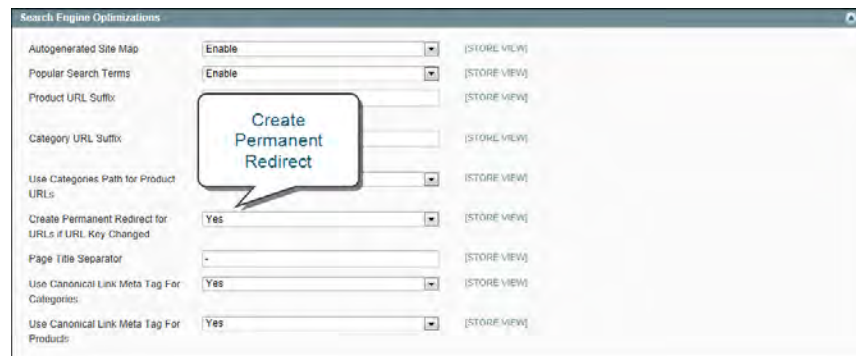 Search Engine Optimizations
Autogenerated Site Map Enable [STORE VIEW]
Popular Search Terms Enable [STORE VIEW]
Product URL Suffix [STORE VIEW]
Create
Permanent
Redirect
Category URL Suffix [STORE VIEW]
Use Categories Path for Product
URLs [STORE VIEW]
Create Permanent Redirect for
URLs if URL Key Changed Yes [STORE VIEW]
Page Title Separator - [STORE VIEW]
Use Canonical Link Meta Tag For
Categories Yes [STORE VIEW]
Use Canonical Link Meta Tag For
Products Yes [STORE VIEW]